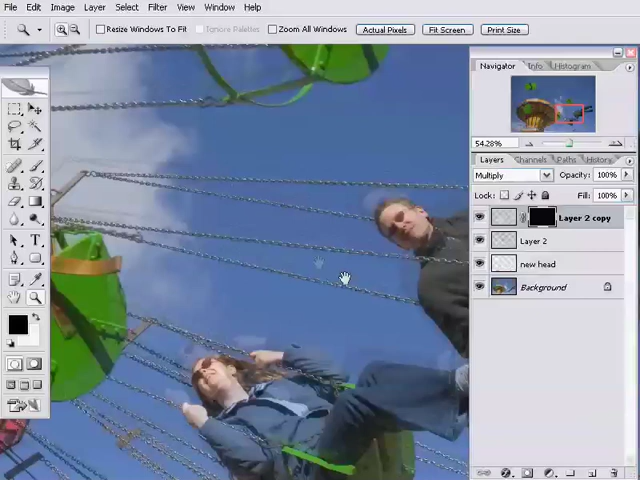 File Edit Image Layer Select Filter View Window Help
Resize Windows To Fit Ignore Palettes Zoom All Windows Actual Pixels Fit Screen Print Size
Navigator Info Histogram
54.28%
Layers Channels Paths History
Multiply Opacity: 100%
Lock: Fill: 100%
Layer 2 copy
Layer 2
new head
Background